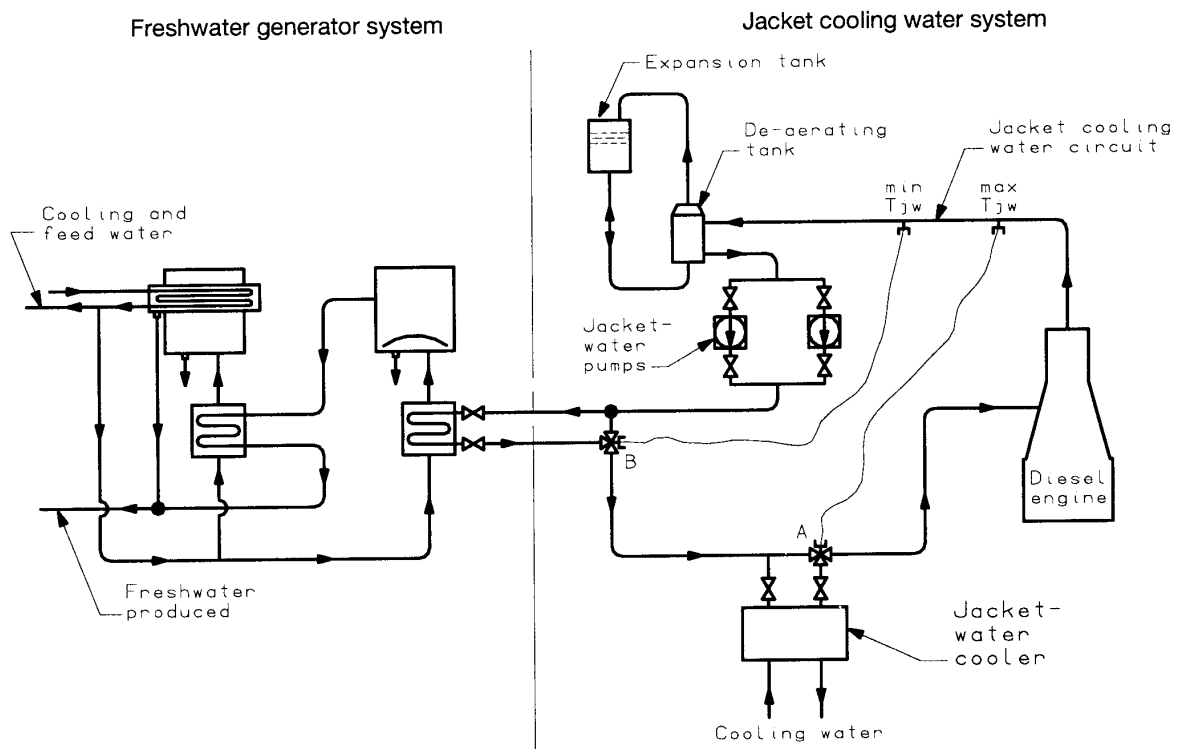 Freshwater generator system
Jacket cooling water system
Expansion tank
De-aerating
tank
Jacket cooling
water circuit
min
Tjw
max
Tjw
Cooling and
feed water
Jacket-
water
pumps
B
Diesel
engine
A
Freshwater
produced
Jacket-
water
cooler
Cooling water